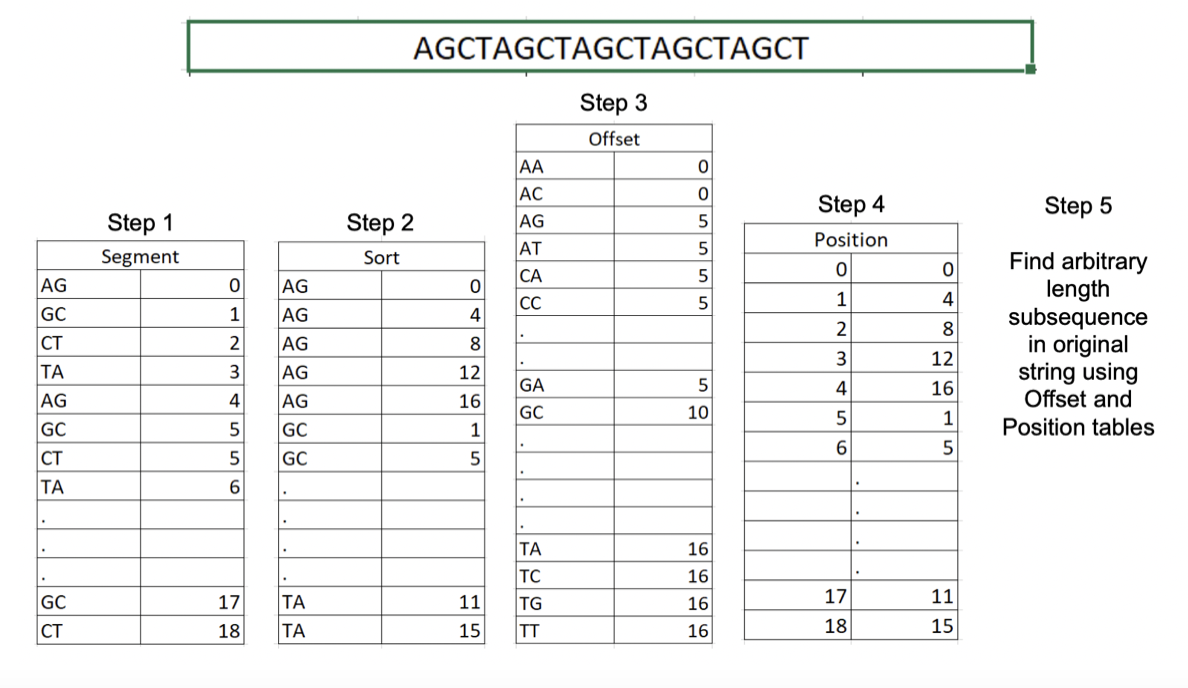 AGCTAGCTAGCTAGCTAGCT
Step 1
Segment
AG 0
GC 1
CT 2
TA 3
AG 4
GC 5
CT 5
TA 6
.
.
.
GC 17
CT 18
Step 2
Sort
AG 0
AG 4
AG 8
AG 12
AG 16
GC 1
GC 5
.
.
.
.
TA 11
TA 15
Step 3
Offset
AA 0
AC 0
AG 5
AT 5
CA 5
CC 5
.
.
GA 5
GC 10
.
.
.
.
TA 16
TC 16
TG 16
TT 16
Step 4
Position
0 0
1 4
2 8
3 12
4 16
5 1
6 5
.
.
.
.
17 11
18 15
Step 5
Find arbitrary
length
subsequence
in original
string using
Offset and
Position tables